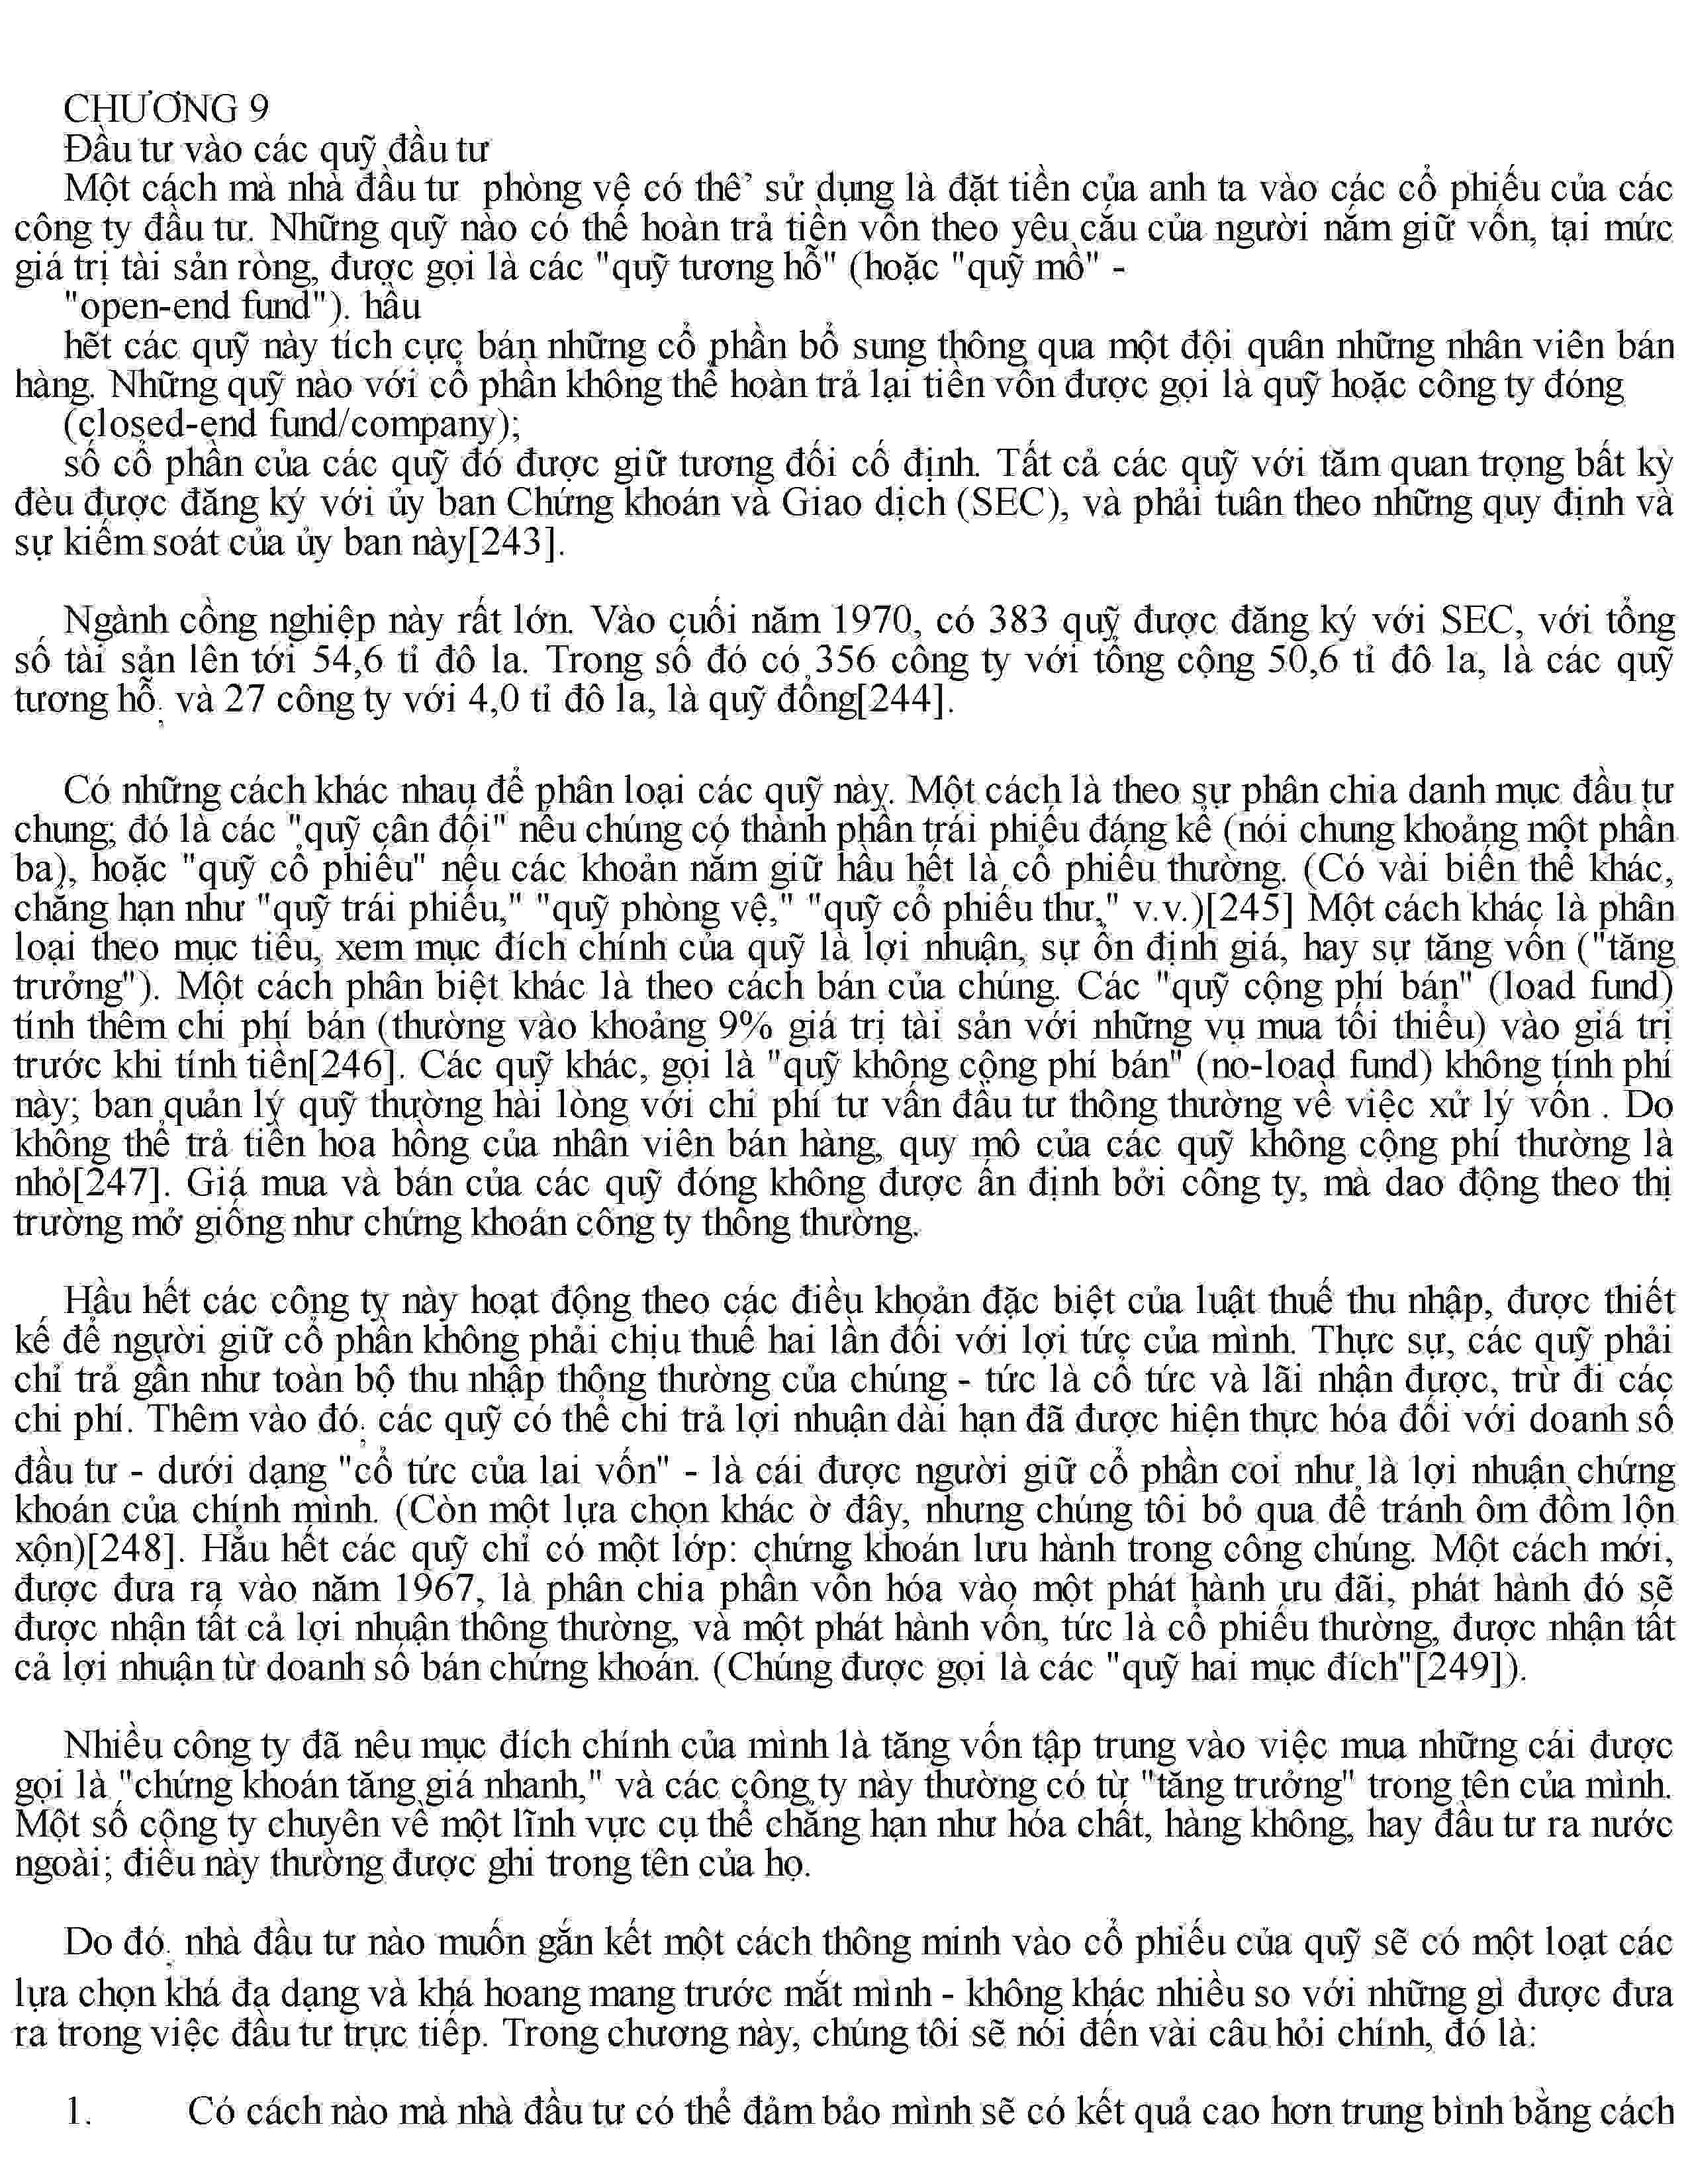 CHƯƠNG 9
Đầu tư vào các quỹ đầu tư
Một cách mà nhà đầu tư phòng vệ có thể’ sử dụng là đặt tiền của anh ta vào các cổ phiếu của các
công ty đầu tư. Những quỹ nào có thể hoàn trả tiền vốn theo yêu cầu của người nắm giữ vốn, tại mức
giá trị tài sản ròng, được gọi là các "quỹ tương hỗ" (hoặc "quỹ mồ" -
"open-end fund"). hầu
hết các quỹ này tích cực bán những cổ phần bổ sung thông qua một đội quân những nhân viên bán
hàng. Những quỹ nào với cổ phần không thể hoàn trả lại tiền vốn được gọi là quỹ hoặc công ty đóng
(closed-end fund/company);
số cổ phần của các quỹ đó được giữ tương đối cố định. Tất cả các quỹ với tăm quan trọng bất kỳ
đèu được đăng ký với ủy ban Chứng khoán và Giao dịch (SEC), và phải tuân theo những quy định và
sự kiểm soát của ủy ban này[243].
Ngành cồng nghiệp này rất lớn. Vào cuối năm 1970, có 383 quỹ được đăng ký với SEC, với tổng
số tài sản lên tới 54,6 tỉ đô la. Trong số đó có 356 công ty với tổng cộng 50,6 tỉ đô la, là các quỹ
tương hỗ; và 27 công ty với 4,0 tỉ đô la, là quỹ đồng[244].
Có những cách khác nhau để phân loại các quỹ này. Một cách là theo sự phân chia danh mục đầu tư
chung; đó là các "quỹ cân đối" nếu chúng có thành phần trái phiếu đáng kể (nói chung khoảng một phần
ba), hoặc "quỹ cổ phiếu" nếu các khoản nắm giữ hầu hết là cổ phiếu thường. (Có vài biến thể khác,
chẳng hạn như "quỹ trái phiếu," "quỹ phòng vệ," "quỹ cổ phiếu thư," v.v.)[245] Một cách khác là phân
loại theo mục tiêu, xem mục đích chính của quỹ là lợi nhuận, sự ổn định giá, hay sự tăng vốn ("tăng
trưởng"). Một cách phân biệt khác là theo cách bán của chúng. Các "quỹ cộng phí bán" (load fund)
tính thêm chi phí bán (thường vào khoảng 9% giá trị tài sản với những vụ mua tối thiểu) vào giá trị
trước khi tính tiền[246]. Các quỹ khác, gọi là "quỹ không cộng phí bán" (no-load fund) không tính phí
này; ban quản lý quỹ thường hài lòng với chi phí tư vấn đầu tư thông thường về việc xử lý vốn . Do
không thể trả tiền hoa hồng của nhân viên bán hàng, quy mô của các quỹ không cộng phí thường là
nhỏ[247]. Giá mua và bán của các quỹ đóng không được ấn định bởi công ty, mà dao động theo thị
trường mở giống như chứng khoán công ty thông thường.
Hầu hết các công ty này hoạt động theo các điều khoản đặc biệt của luật thuế thu nhập, được thiết
kế để người giữ cổ phần không phải chịu thuế hai lần đối với lợi tức của mình. Thực sự, các quỹ phải
chi trả gần như toàn bộ thu nhập thông thường của chúng - tức là cổ tức và lãi nhận được, trừ đi các
chi phí. Thêm vào đó; các quỹ có thể chi trả lợi nhuận dài hạn đã được hiện thực hóa đối với doanh số
đầu tư - dưới dạng "cổ tức của lai vốn" - là cái được người giữ cổ phần coi như là lợi nhuận chứng
khoán của chính mình. (Còn một lựa chọn khác ờ đây, nhưng chúng tôi bỏ qua để tránh ôm đồm lộn
xộn)[248]. Hằu hết các quỹ chỉ có một lớp: chứng khoán lưu hành trong công chúng. Một cách mới,
được đưa ra vào năm 1967, là phân chia phần vốn hóa vào một phát hành ưu đãi, phát hành đó sẽ
được nhận tất cả lợi nhuận thông thường, và một phát hành vốn, tức là cổ phiếu thường, được nhận tất
cả lợi nhuận từ doanh số bán chứng khoán. (Chúng được gọi là các "quỹ hai mục đích"[249]).
Nhiều công ty đã nêu mục đích chính của mình là tăng vốn tập trung vào việc mua những cái được
gọi là "chứng khoán tăng giá nhanh," và các công ty này thường có từ "tăng trưởng" trong tên của mình.
Một số công ty chuyên về một lĩnh vực cụ thể chẳng hạn như hóa chất, hàng không, hay đầu tư ra nước
ngoài; điều này thường được ghi trong tên của họ.
Do đó; nhà đầu tư nào muốn gắn kết một cách thông minh vào cổ phiếu của quỹ sẽ có một loạt các
lựa chọn khá đa dạng và khá hoang mang trước mắt mình - không khác nhiều so với những gì được đưa
ra trong việc đầu tư trực tiếp. Trong chương này, chúng tôi sẽ nói đến vài câu hỏi chính, đó là:
1. Có cách nào mà nhà đầu tư có thể đảm bảo mình sẽ có kết quả cao hơn trung bình bằng cách